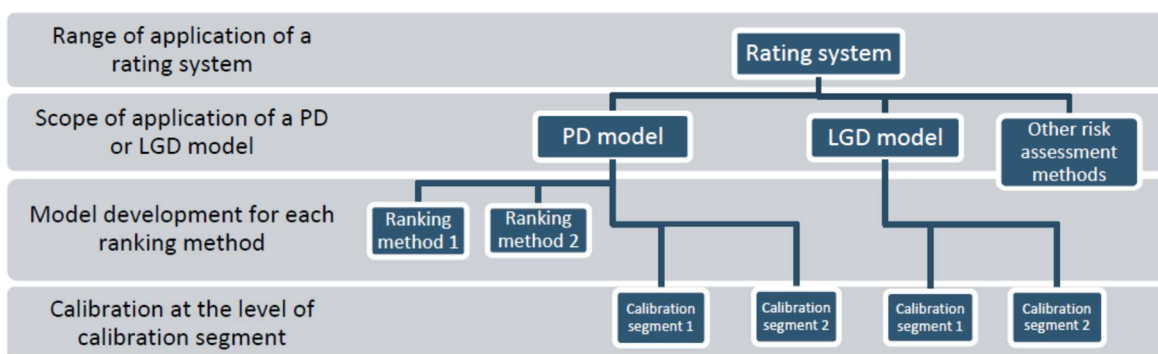 Range of application of a
rating system
Rating system
Scope of application of a PD
or LGD model
PD model
LGD model
Other risk
assessment
methods
Model development for each
ranking method
Ranking
method 1
Ranking
method 2
Calibration at the level of
calibration segment
Calibration
segment 1
Calibration
segment 2
Calibration
segment 1
Calibration
segment 2